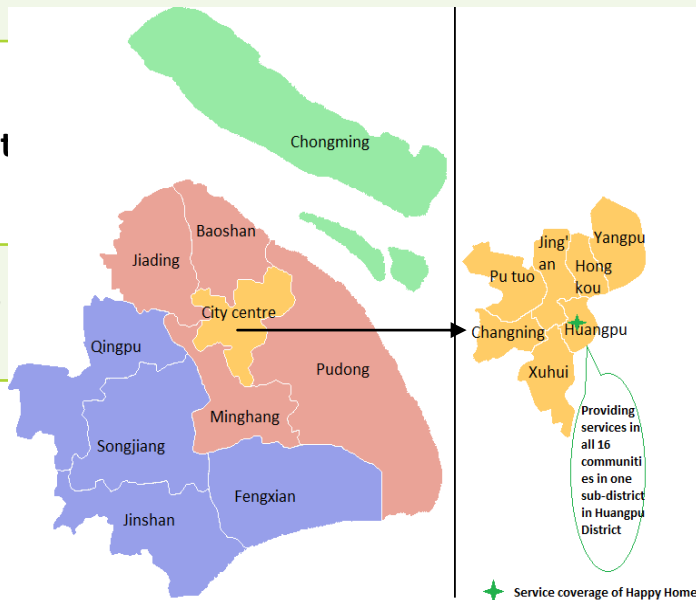 t
Chongming
Baoshan
Jiading
City centre
Qingpu
Pudong
Minghang
Songjiang
Fengxian
Jinshan
Yangpu
Jing'
an
Hong
kou
Pu tuo
Changning
Huangpu
Xuhui
Providing
services in
all 16
communiti
es in one
sub-district
in Huangpu
District
Service coverage of Happy Home